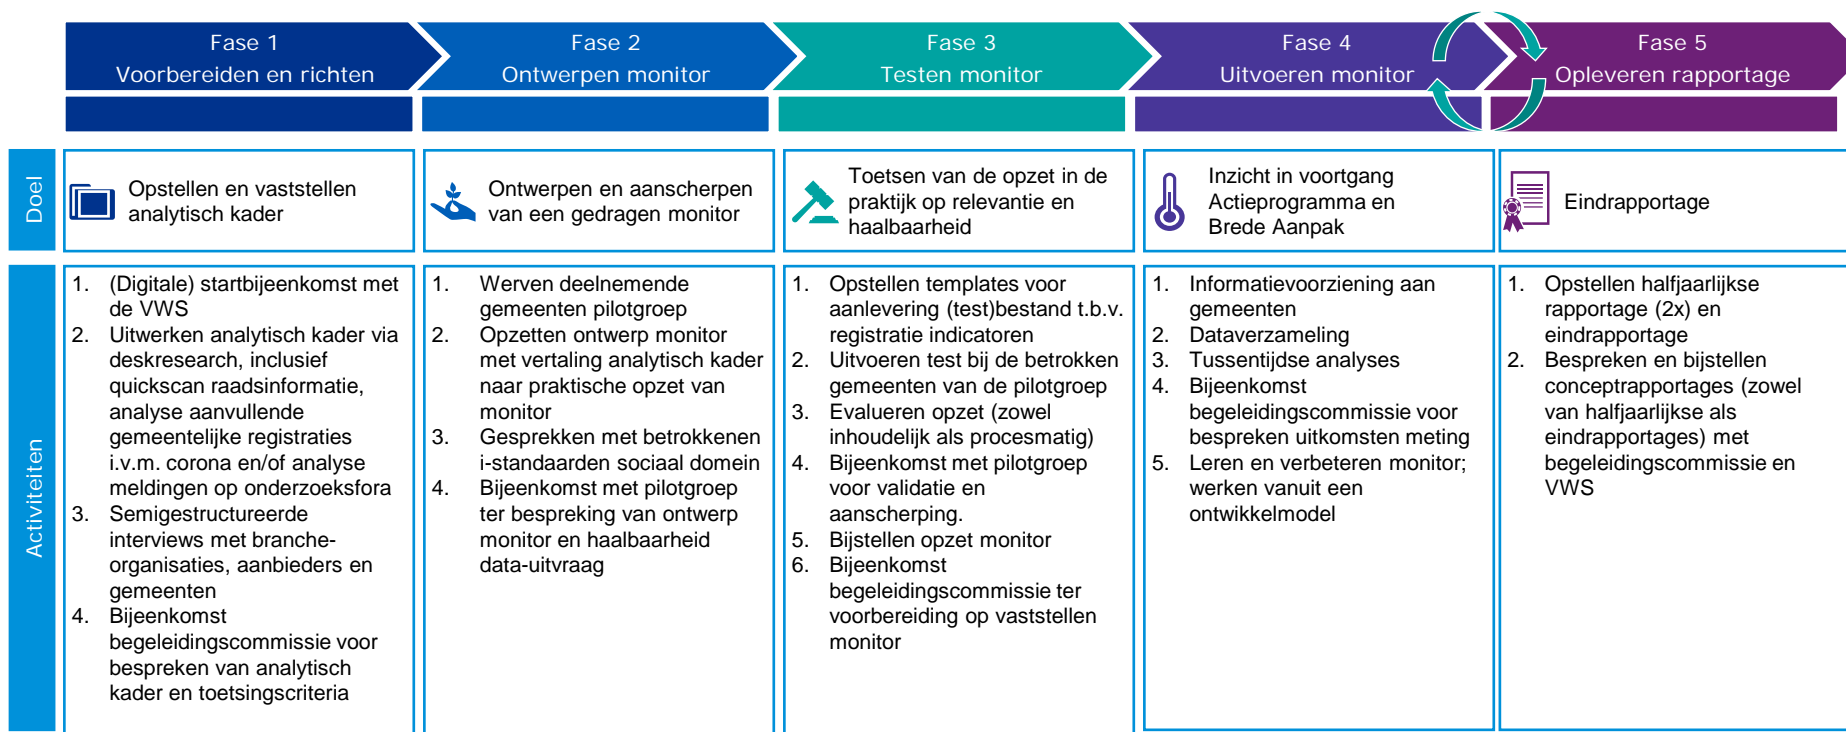 Fase 1
Voorbereiden en richten
Fase 2
Ontwerpen monitor
Fase 3
Testen monitor
Fase 4
Uitvoeren monitor
Fase 5
Opleveren rapportage
Doel
Opstellen en vaststellen
analytisch kader
Ontwerpen en aanscherpen
van een gedragen monitor
Toetsen van de opzet in de
praktijk op relevantie en
haalbaarheid
Inzicht in voortgang
Actieprogramma en
Brede Aanpak
Eindrapportage
Activiteiten
1. (Digitale) startbijeenkomst met
de VWS
2. Uitwerken analytisch kader via
deskresearch, inclusief
quickscan raadsinformatie,
analyse aanvullende
gemeentelijke registraties
i.v.m. corona en/of analyse
meldingen op onderzoeksfora
3. Semigestructureerde
interviews met branche-
organisaties, aanbieders en
gemeenten
4. Bijeenkomst
begeleidingscommissie voor
bespreken van analytisch
kader en toetsingscriteria
1. Werven deelnemende
gemeenten pilotgroep
2. Opzetten ontwerp monitor
met vertaling analytisch kader
naar praktische opzet van
monitor
3. Gesprekken met betrokkenen
i-standaarden sociaal domein
4. Bijeenkomst met pilotgroep
ter bespreking van ontwerp
monitor en haalbaarheid
data-uitvraag
1. Opstellen templates voor
aanlevering (test)bestand t.b.v.
registratie indicatoren
2. Uitvoeren test bij de betrokken
gemeenten van de pilotgroep
3. Evalueren opzet (zowel
inhoudelijk als procesmatig)
4. Bijeenkomst met pilotgroep
voor validatie en
aanscherping.
5. Bijstellen opzet monitor
6. Bijeenkomst
begeleidingscommissie ter
voorbereiding op vaststellen
monitor
1. Informatievoorziening aan
gemeenten
2. Dataverzameling
3. Tussentijdse analyses
4. Bijeenkomst
begeleidingscommissie voor
bespreken uitkomsten meting
5. Leren en verbeteren monitor;
werken vanuit een
ontwikkelmodel
1. Opstellen halfjaarlijkse
rapportage (2x) en
eindrapportage
2. Bespreken en bijstellen
conceptrapportages (zowel
van halfjaarlijkse als
eindrapportages) met
begeleidingscommissie en
VWS